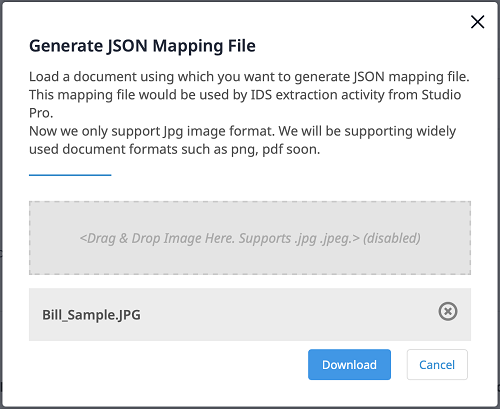 Generate JSON Mapping File
Load a document using which you want to generate JSON mapping file.
This mapping file would be used by IDS extraction activity from Studio
Pro.
Now we only support Jpg image format. We will be supporting widely
used document formats such as png, pdf soon.
<Drag & Drop Image Here. Supports .jpg .jpeg.> (disabled)
Bill_Sample.JPG
Download
Cancel